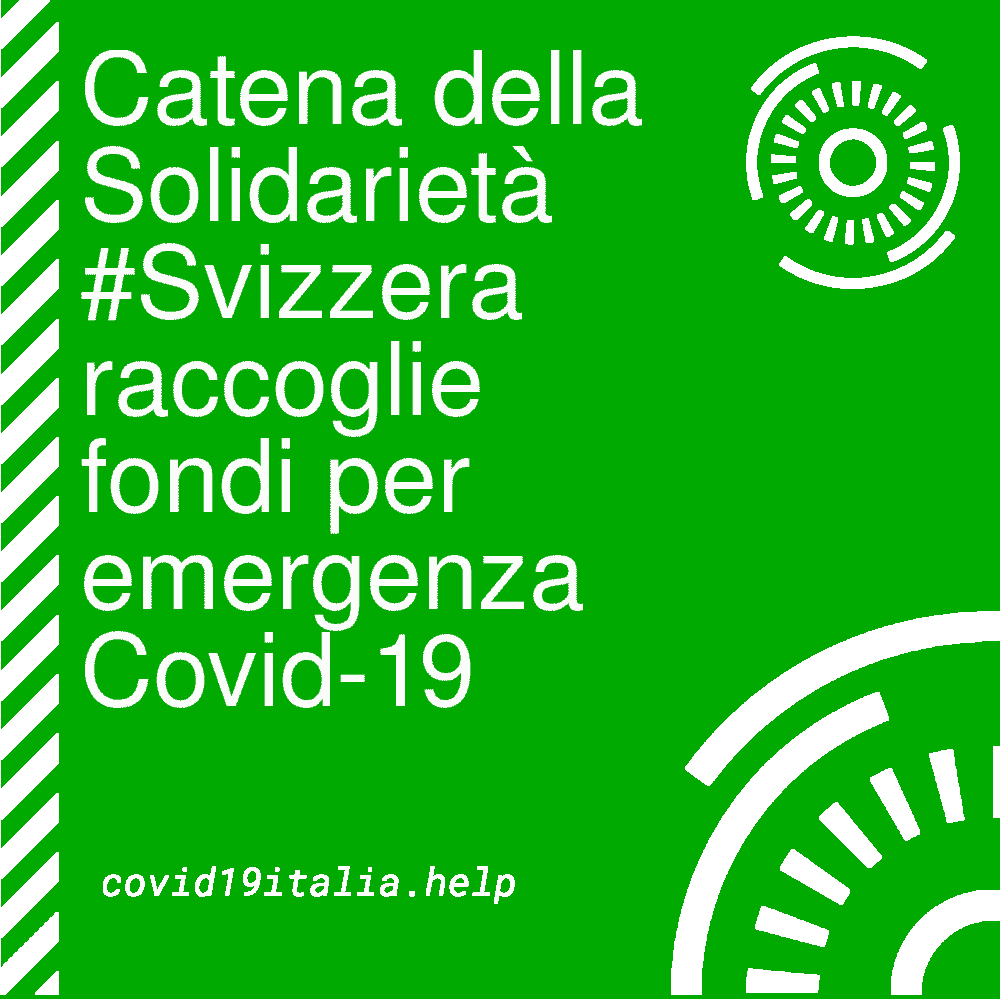 Catena della
Solidarietà
#Svizzera
raccoglie
fondi per
emergenza
Covid-19
covid19italia.help